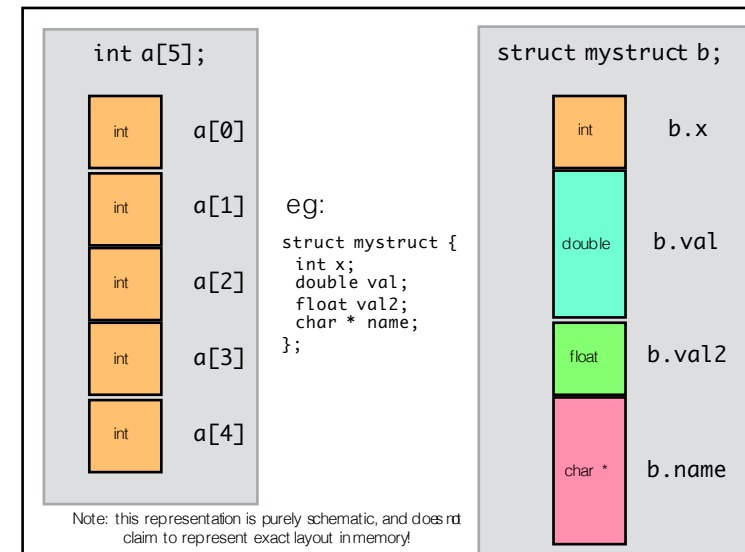 int a[5];
int a[0]
int a[1]
int a[2]
int a[3]
int a[4]
eg:
struct mystruct {
int x;
double val;
float val2;
char * name;
};
struct mystruct b;
int b.x
double b.val
float b.val2
char * b.name
Note: this representation is purely schematic, and does not
claim to represent exact layout in memory!